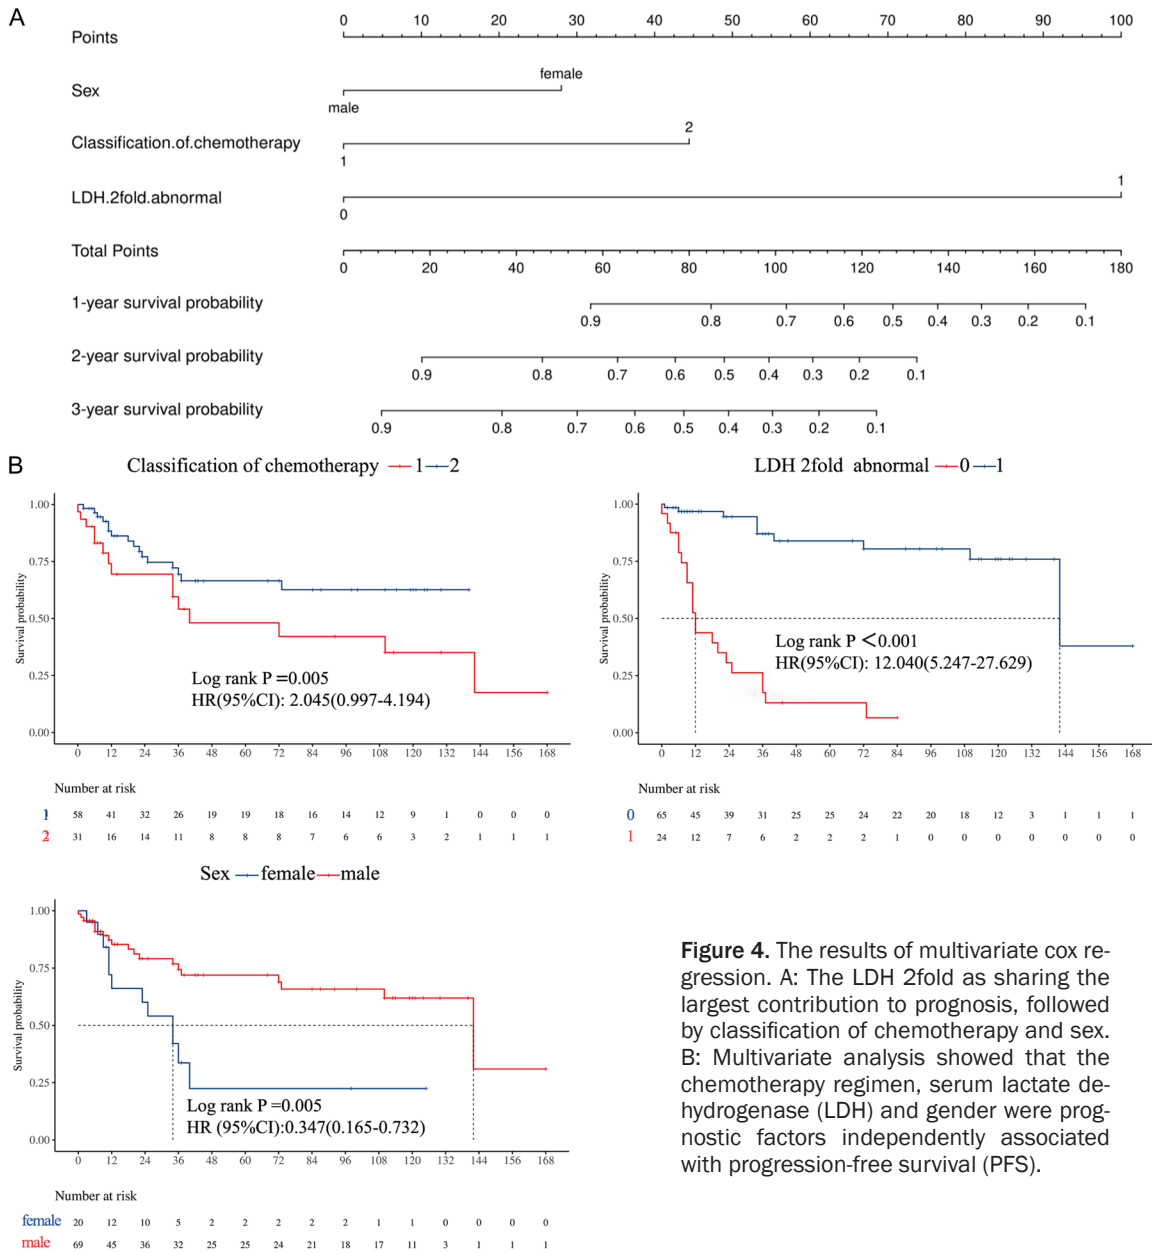 A
Points
0 10 20 30 40 50 60 70 80 90 100
Sex
female
male
Classification.of.chemotherapy
2
1
LDH.2fold.abnormal
1
0
Total Points
0 20 40 60 80 100 120 140 160 180
1-year survival probability
0.9 0.8 0.7 0.6 0.5 0.4 0.3 0.2 0.1
2-year survival probability
0.9 0.8 0.7 0.6 0.5 0.4 0.3 0.2 0.1
3-year survival probability
0.9 0.8 0.7 0.6 0.5 0.4 0.3 0.2 0.1
B
Classification of chemotherapy 1 2
Survival probability
1.00
0.75
0.50
0.25
0.00
Log rank P =0.005
HR(95%CI): 2.045(0.997-4.194)
0 12 24 36 48 60 72 84 96 108 120 132 144 156 168
Number at risk
1 58 41 32 26 19 19 18 16 14 12 9 1 0 0 0
2 31 16 14 11 8 8 8 7 6 6 3 2 1 1 1
LDH 2fold abnormal 0 1
Survival probability
1.00
0.75
0.50
0.25
0.00
Log rank P <0.001
HR(95%CI): 12.040(5.247-27.629)
0 12 24 36 48 60 72 84 96 108 120 132 144 156 168
Number at risk
0 65 45 39 31 25 25 24 22 20 18 12 3 1 1 1
1 24 12 7 6 2 2 2 1 0 0 0 0 0 0 0
Sex female male
Survival probability
1.00
0.75
0.50
0.25
0.00
Log rank P =0.005
HR (95%CI):0.347(0.165-0.732)
0 12 24 36 48 60 72 84 96 108 120 132 144 156 168
Number at risk
female 20 12 10 5 2 2 2 2 2 1 1 0 0 0 0
male 69 45 36 32 25 25 24 21 18 17 11 3 1 1 1
Figure 4. The results of multivariate cox re-
gression. A: The LDH 2fold as sharing the
largest contribution to prognosis, followed
by classification of chemotherapy and sex.
B: Multivariate analysis showed that the
chemotherapy regimen, serum lactate de-
hydrogenase (LDH) and gender were prog-
nostic factors independently associated
with progression-free survival (PFS).